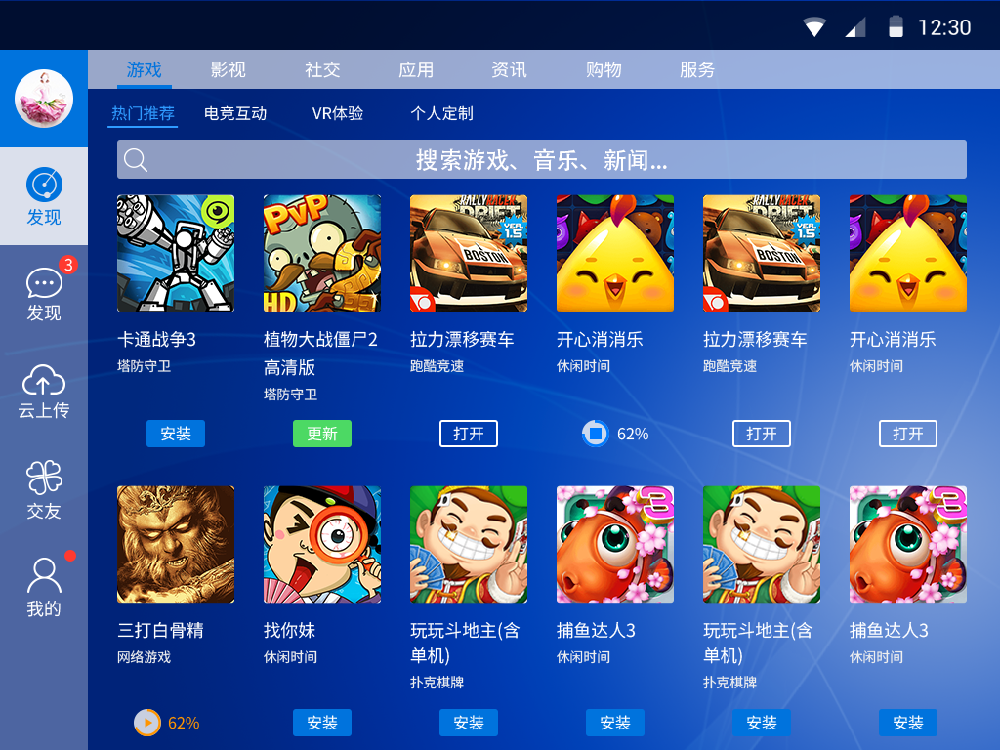 12:30
游戏 影视 社交 应用 资讯 购物 服务
热门推荐 电竞互动 VR体验 个人定制
搜索游戏、音乐、新闻...
发现
3
发现
云上传
交友
我的
PvP
HD
RALLY RACER
DRIFT
VER.
1.5
BOSTON
RALLY RACER
DRIFT
VER.
1.5
BOSTON
卡通战争3 植物大战僵尸2 拉力漂移赛车 开心消消乐 拉力漂移赛车 开心消消乐
高清版
塔防守卫 塔防守卫 跑酷竞速 休闲时间 跑酷竞速 休闲时间
安装 更新 打开 62% 打开 打开
3 3
三打白骨精 找你妹 玩玩斗地主(含 捕鱼达人3 玩玩斗地主(含 捕鱼达人3
单机) 单机)
网络游戏 休闲时间 扑克棋牌 休闲时间 扑克棋牌 休闲时间
62% 安装 安装 安装 安装 安装